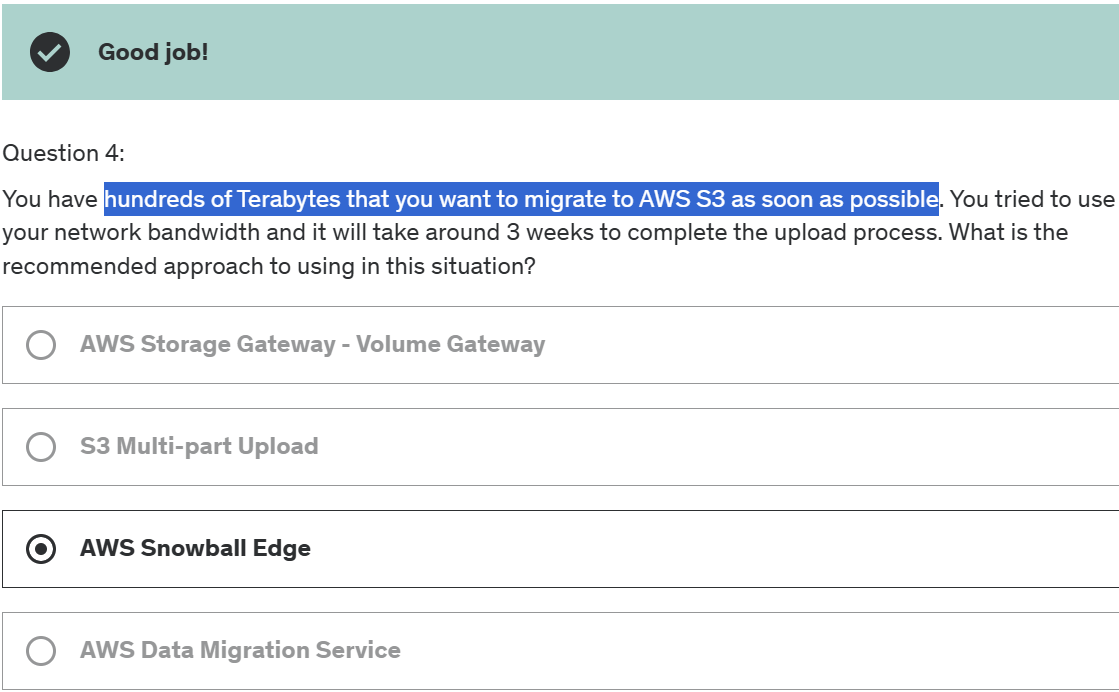 Good job!
Question 4:
You have hundreds of Terabytes that you want to migrate to AWS S3 as soon as possible. You tried to use
your network bandwidth and it will take around 3 weeks to complete the upload process. What is the
recommended approach to using in this situation?
AWS Storage Gateway - Volume Gateway
S3 Multi-part Upload
AWS Snowball Edge
AWS Data Migration Service